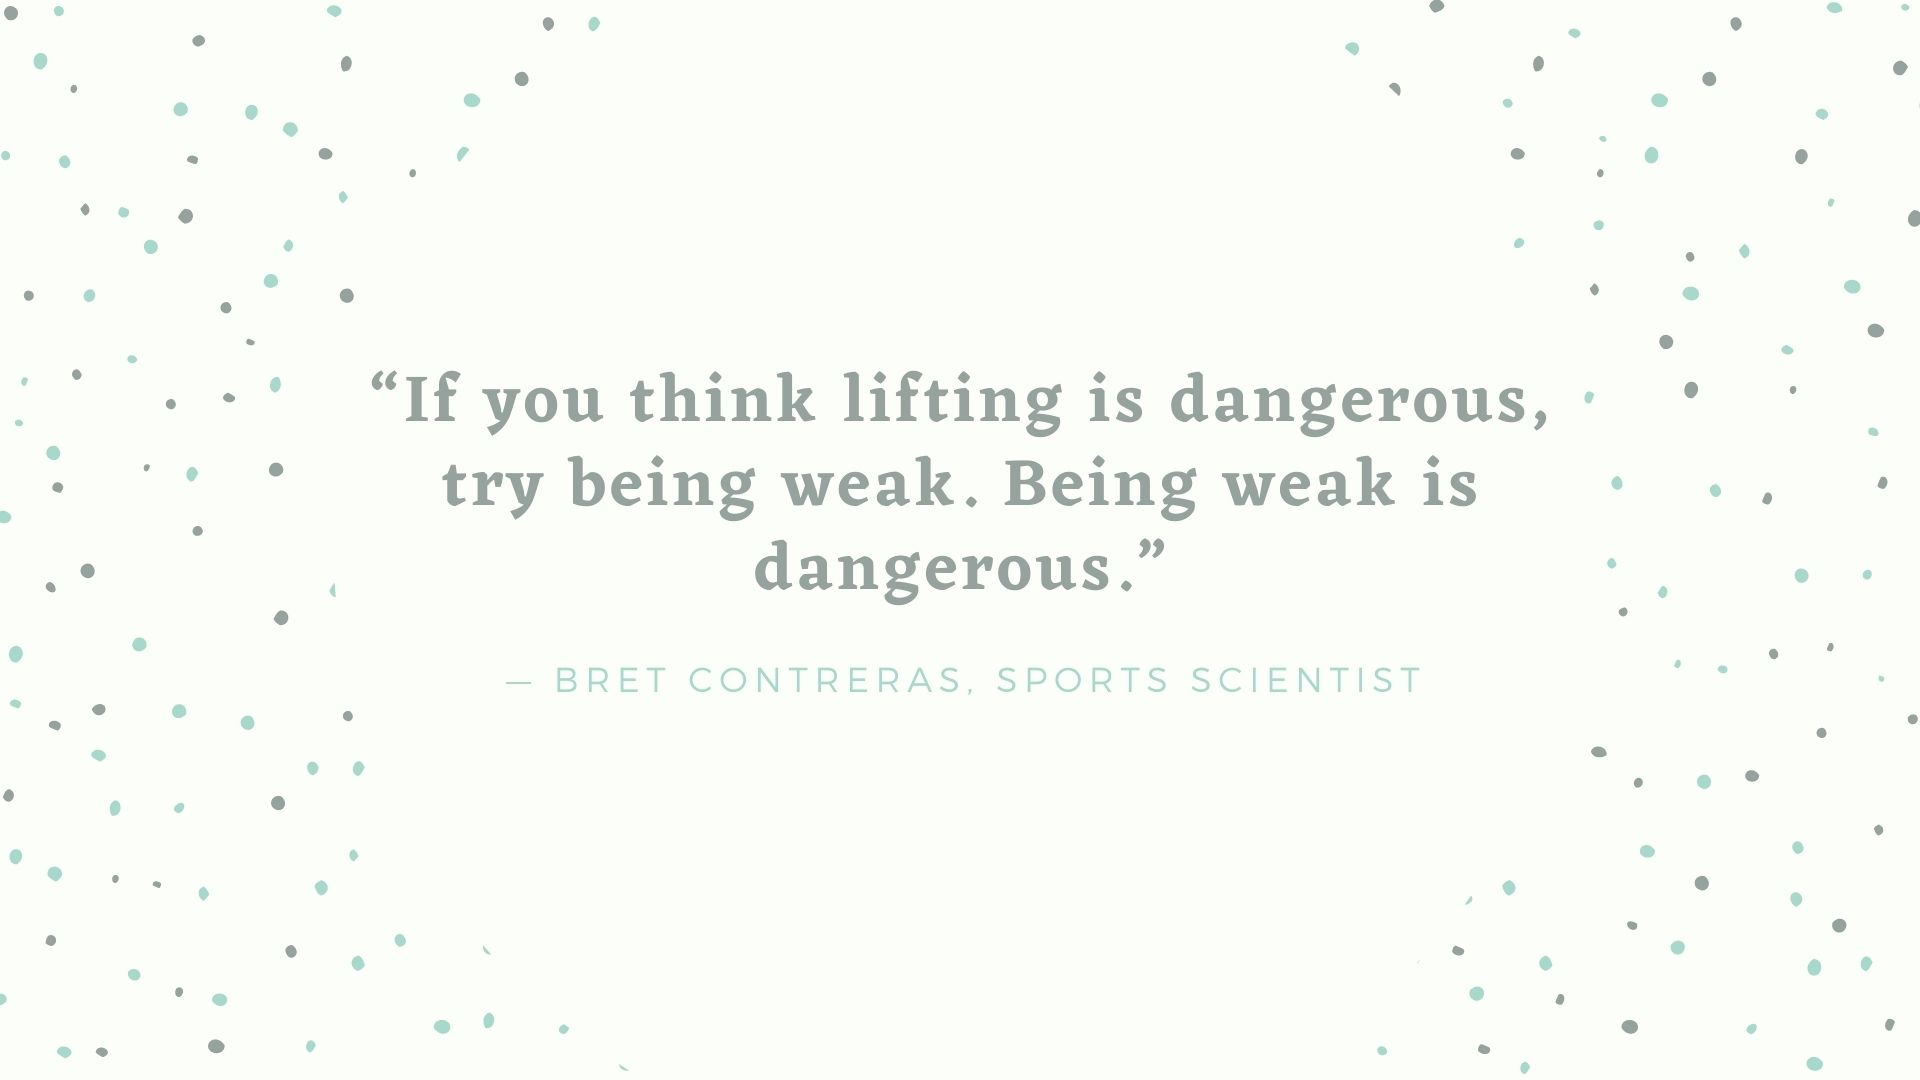 “If you think lifting is dangerous,
try being weak. Being weak is
dangerous.”
— BRET CONTRERAS, SPORTS SCIENTIST